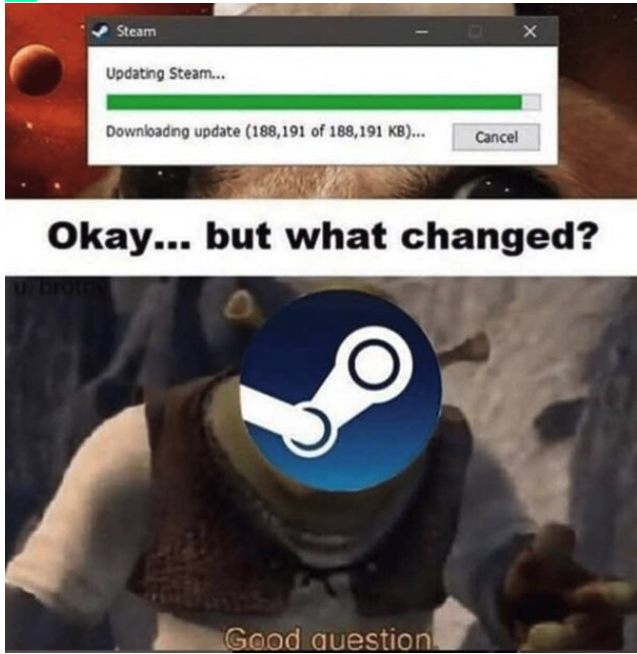 Steam
Updating Steam...
Downloading update (188,191 of 188,191 KB)...
Cancel
Okay... but what changed?
Good question.